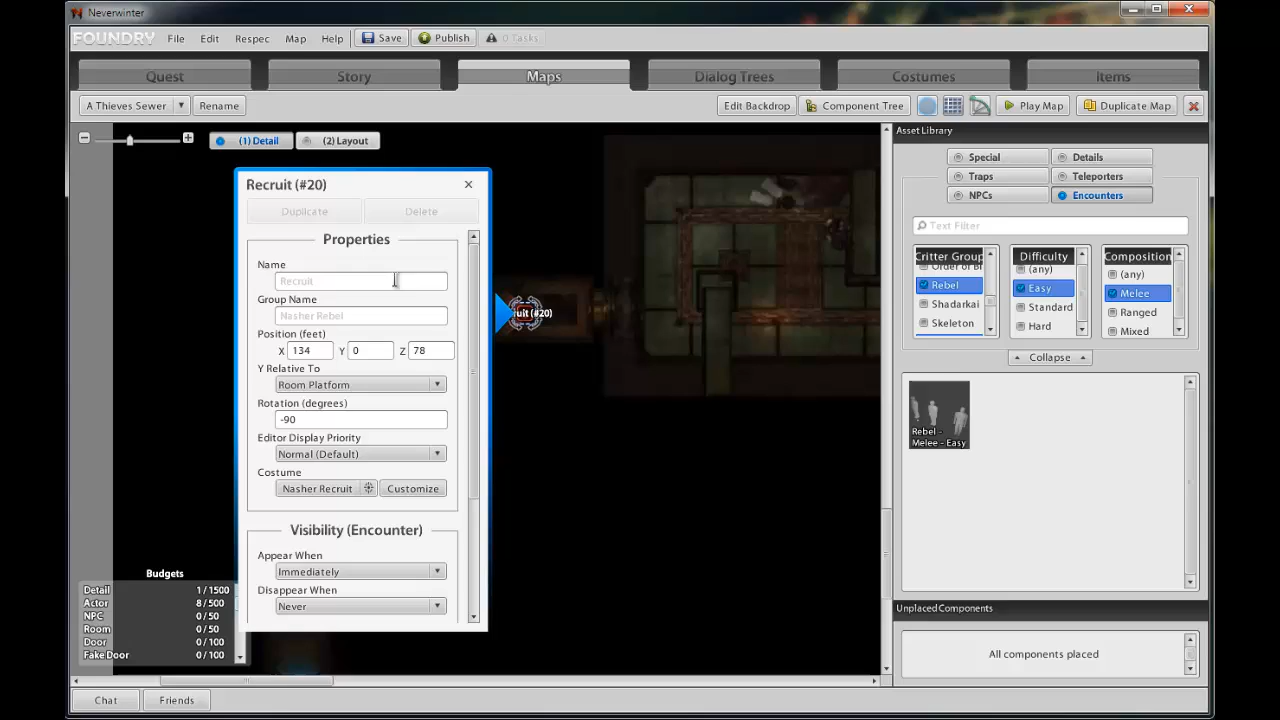 Neverwinter
FOUNDRY File Edit Respec Map Help Save Publish 0 Tasks
Quest Story Maps Dialog Trees Costumes Items
A Thieves Sewer Rename Edit Backdrop Component Tree Play Map Duplicate Map
(1) Detail (2) Layout
Recruit (#20)
Duplicate Delete
Properties
Name
Recruit
Group Name
Nasher Rebel
Position (feet)
X 134 Y 0 Z 78
Y Relative To
Room Platform
Rotation (degrees)
-90
Editor Display Priority
Normal (Default)
Costume
Nasher Recruit Customize
Visibility (Encounter)
Appear When
Immediately
Disappear When
Never
ruit (#20)
Budgets
Detail 1/1500
Actor 8/500
NPC 0/50
Room 0/50
Door 0/100
Fake Door 0/100
Asset Library
Special Details
Traps Teleporters
NPCs Encounters
Text Filter
Critter Group Difficulty Composition
Order of Bl (any) (any)
Rebel Easy Melee
Shadarkai Standard Ranged
Skeleton Hard Mixed
Collapse
Rebel -
Melee - Easy
Unplaced Components
All components placed
Chat Friends